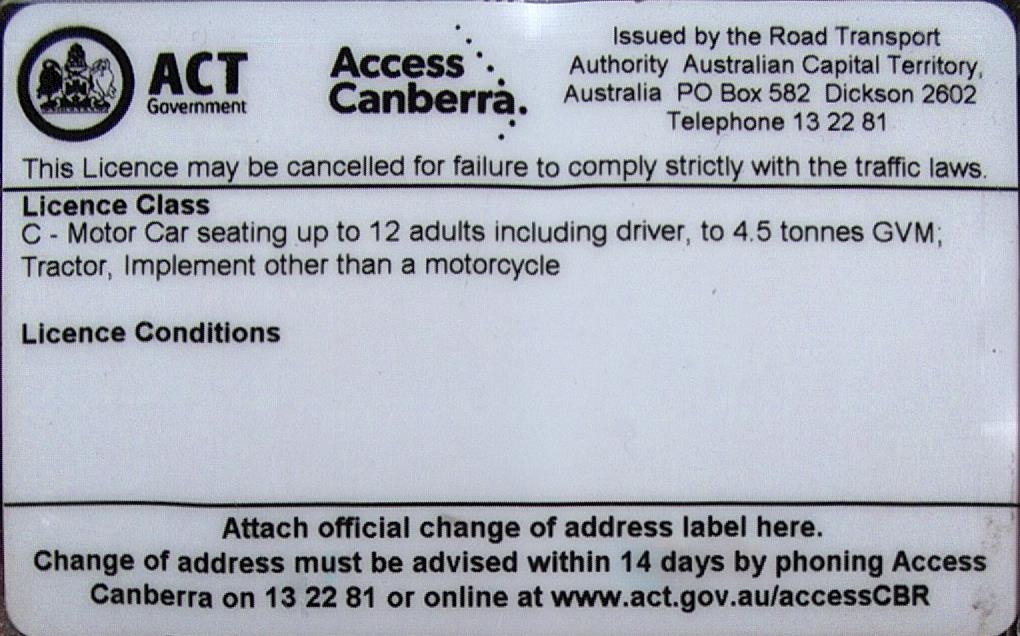 ACT
Government
Access
Canberra.
Issued by the Road Transport
Authority Australian Capital Territory,
Australia PO Box 582 Dickson 2602
Telephone 13 22 81
This Licence may be cancelled for failure to comply strictly with the traffic laws.
Licence Class
C - Motor Car seating up to 12 adults including driver, to 4.5 tonnes GVM;
Tractor, Implement other than a motorcycle
Licence Conditions
Attach official change of address label here.
Change of address must be advised within 14 days by phoning Access
Canberra on 13 22 81 or online at www.act.gov.au/accessCBR